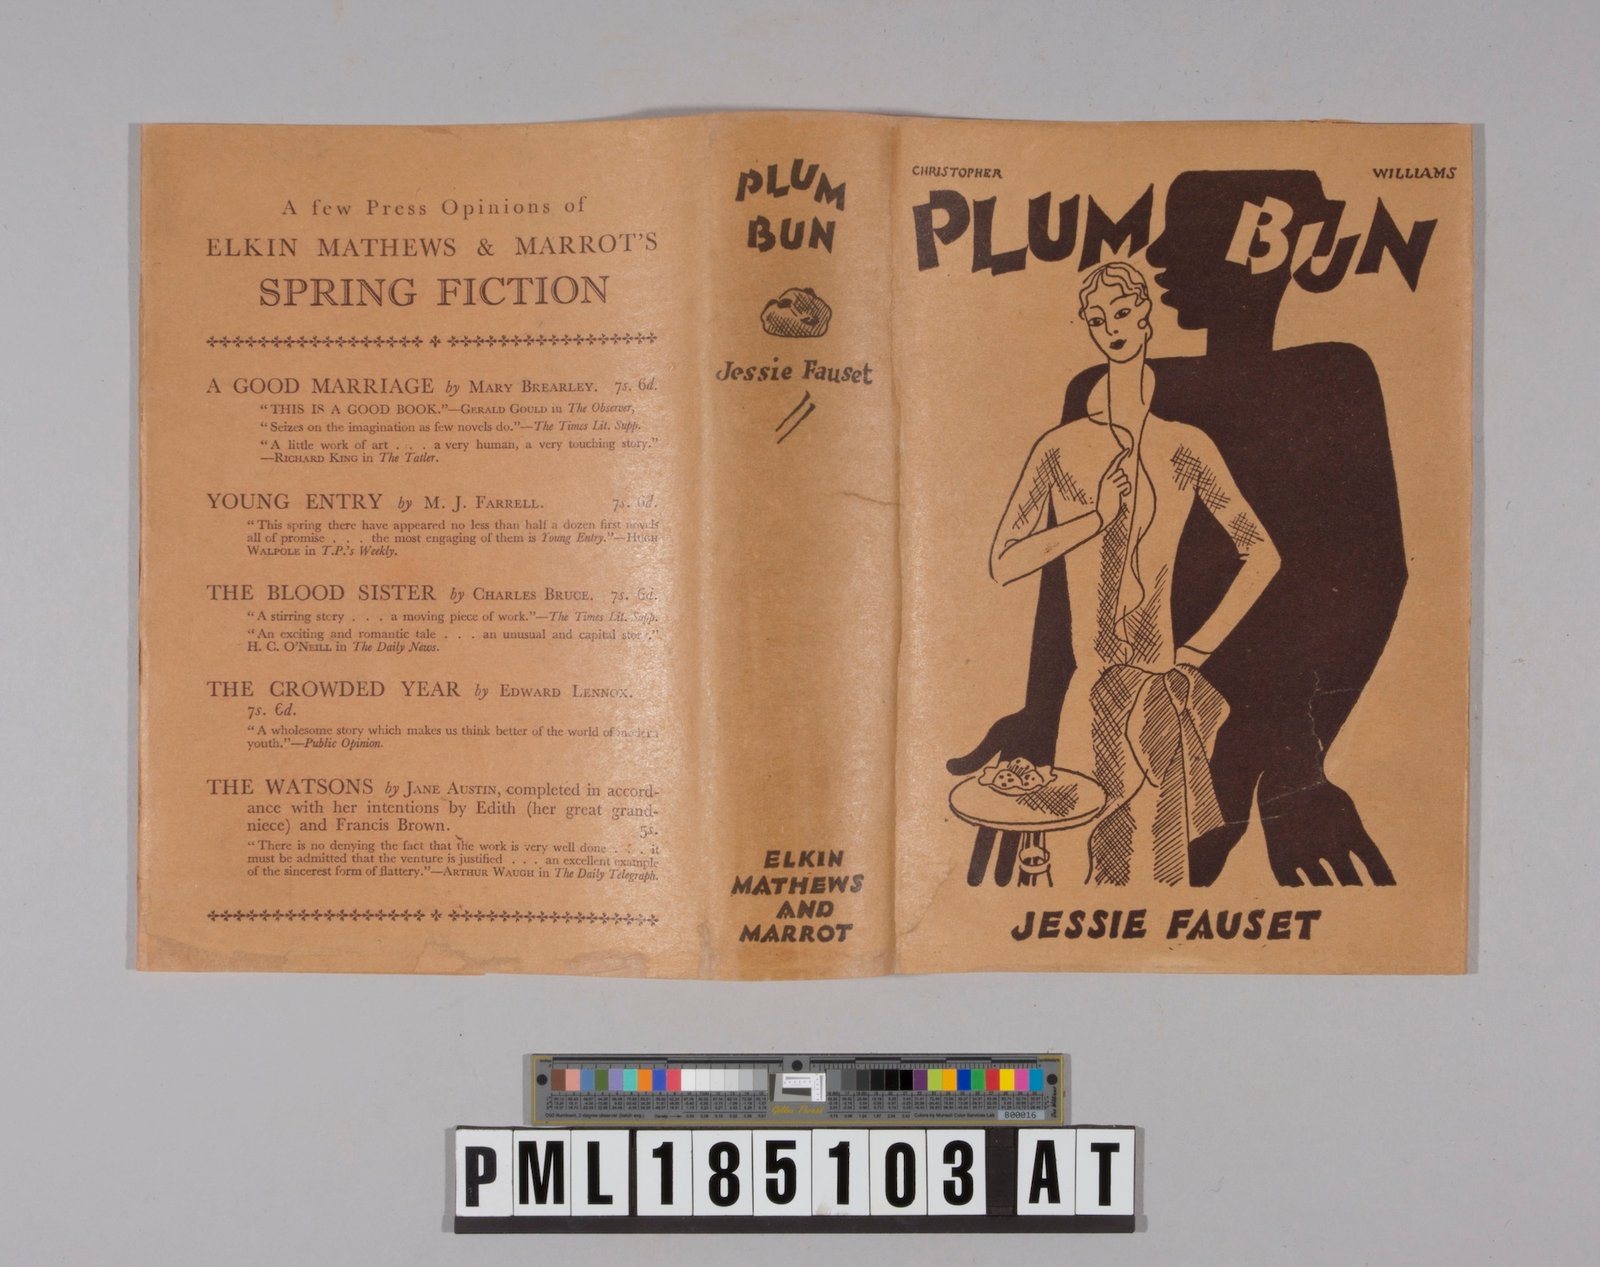 A few Press Opinions of
ELKIN MATHEWS & MARROT'S
SPRING FICTION
A GOOD MARRIAGE by MARY BREARLEY. 7s. 6d.
"THIS IS A GOOD BOOK."—GERALD GOULD in The Observer,
"Seizes on the imagination as few novels do."—The Times Lit. Supp.
"A little work of art . . . a very human, a very touching story."
—RICHARD KING in The Tatler.
YOUNG ENTRY by M. J. FARRELL. 7s. 6d.
"This spring there have appeared no less than half a dozen first novels
all of promise . . . the most engaging of them is Young Entry."—HUGH
WALPOLE in T.P.'s Weekly.
THE BLOOD SISTER by CHARLES BRUCE. 7s. 6d.
"A stirring story . . . a moving piece of work."—The Times Lit. Supp.
"An exciting and romantic tale . . . an unusual and capital story."
H. C. O'NEILL in The Daily News.
THE CROWDED YEAR by EDWARD LENNOX.
7s. 6d.
"A wholesome story which makes us think better of the world of modern
youth."—Public Opinion.
THE WATSONS by JANE AUSTIN, completed in accord-
ance with her intentions by Edith (her great grand-
niece) and Francis Brown. 5s.
"There is no denying the fact that the work is very well done . . . it
must be admitted that the venture is justified . . . an excellent example
of the sincerest form of flattery."—ARTHUR WAUGH in The Daily Telegraph.
PLUM
BUN
Jessie Fauset
ELKIN
MATHEWS
AND
MARROT
CHRISTOPHER WILLIAMS
PLUM BUN
JESSIE FAUSET
Golden Thread
800016
PML 185103 AT